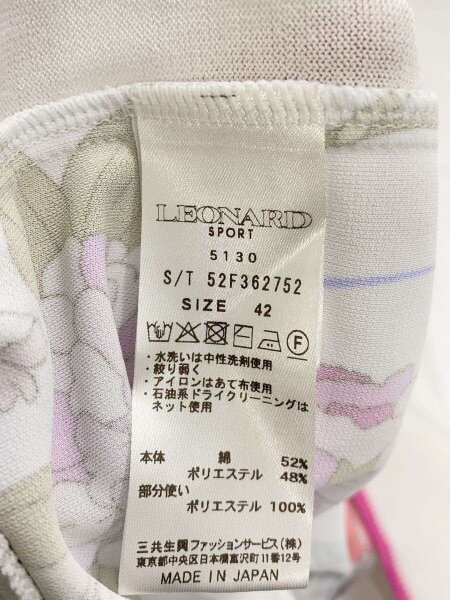 LEONARD
SPORT
5130
S/T 52F362752
SIZE 42
F
・水洗いは中性洗剤使用
・絞り弱く
・アイロンはあて布使用
・石油系ドライクリーニングは
ネット使用
本体 綿 52%
ポリエステル 48%
部分使い
ポリエステル 100%
三共生興ファッションサービス(株)
東京都中央区日本橋富沢町11番12号
MADE IN JAPAN